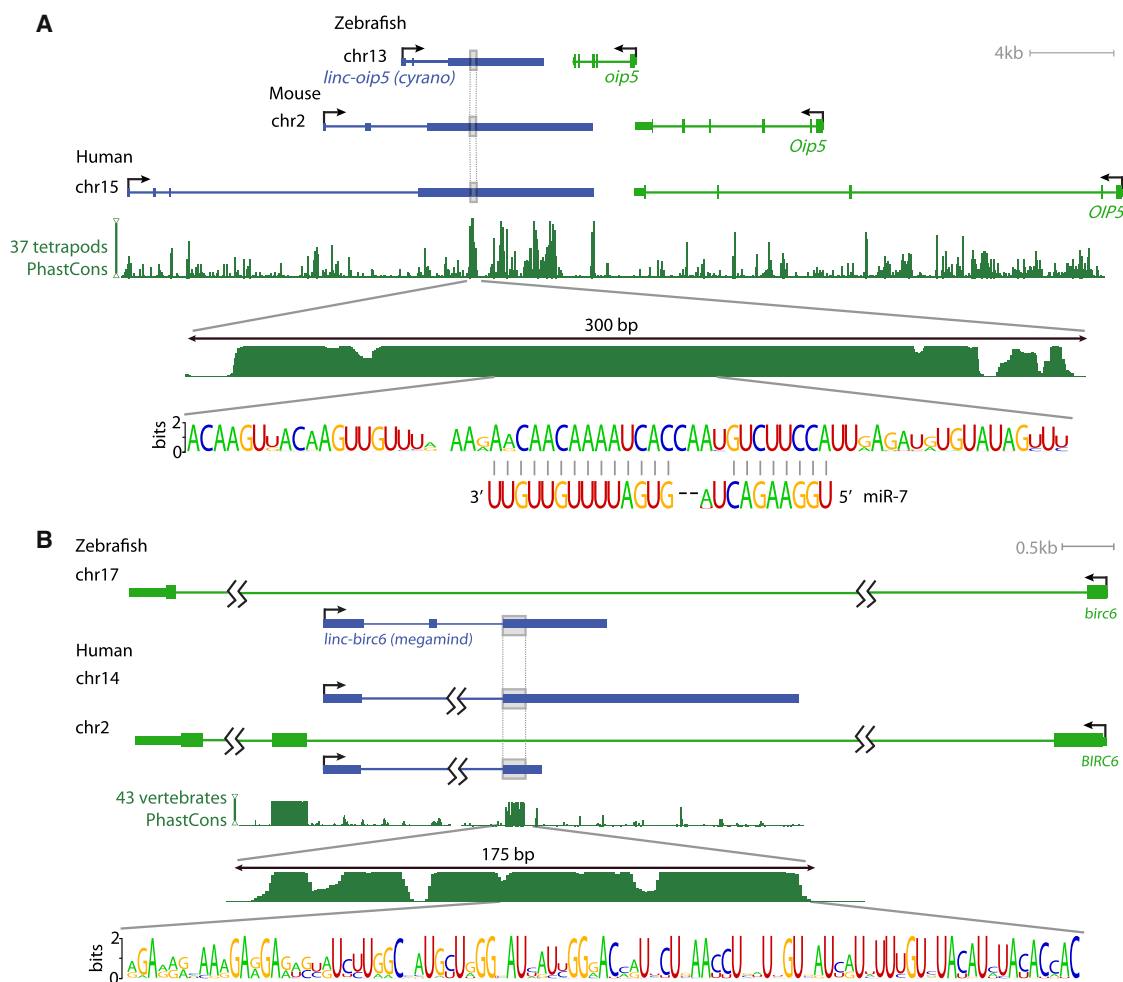 A
Zebrafish
chr13
linc-oip5 (cyrano)
oip5
4kb
Mouse
chr2
Oip5
Human
chr15
OIP5
37 tetrapods
PhastCons
300 bp
bits
2
0
ACAAGUUACAAGUUGUUUA AAGAACAACAAAAUCACCAAUGUCUUCCAUUGAGAUGUGUAUAGUUU
3' UUGUUGUUUUAGUG--AUCAGAAGGU 5' miR-7
B
Zebrafish
chr17
0.5kb
birc6
linc-birc6 (megamind)
Human
chr14
chr2
BIRC6
43 vertebrates
PhastCons
175 bp
bits
2
0